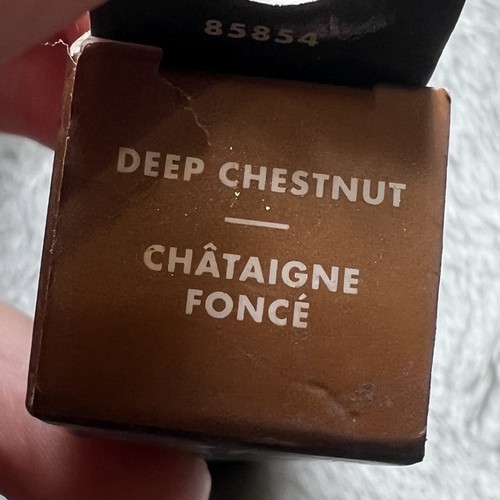 85854
DEEP CHESTNUT
CHÂTAIGNE
FONCÉ